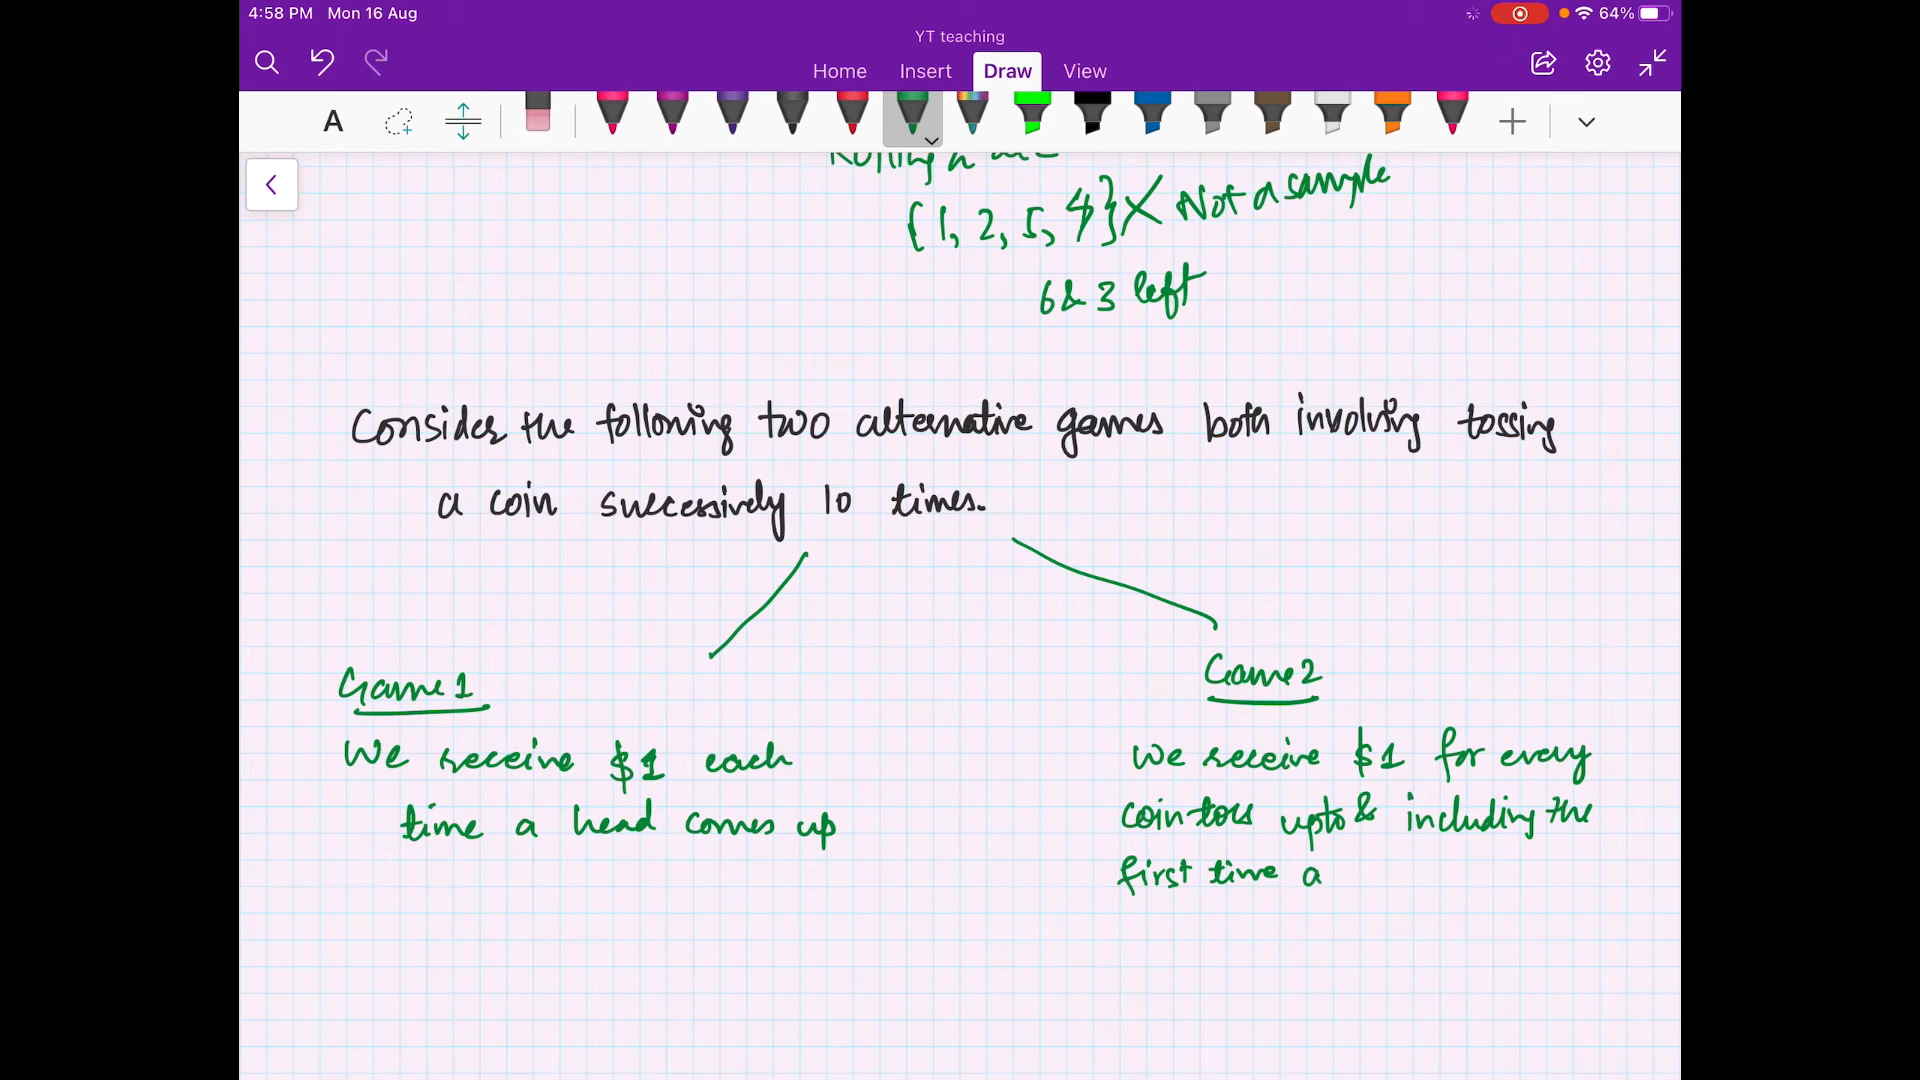 4:58 PM Mon 16 Aug
64%
YT teaching
Home Insert Draw View
A
Rolling a die
{1, 2, 5, 4} X Not a sample
6 & 3 left
Consider the following two alternative games both involving tossing
a coin successively 10 times.
Game 1
We receive $1 each
time a head comes up
Game 2
We receive $1 for every
coin-toss upto & including the
first time a